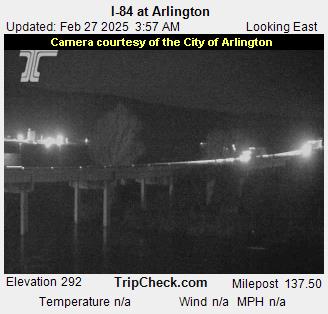 I-84 at Arlington
Updated: Feb 27 2025 3:57 AM Looking East
Camera courtesy of the City of Arlington
Elevation 292 TripCheck.com Milepost 137.50
Temperature n/a Wind n/a MPH n/a